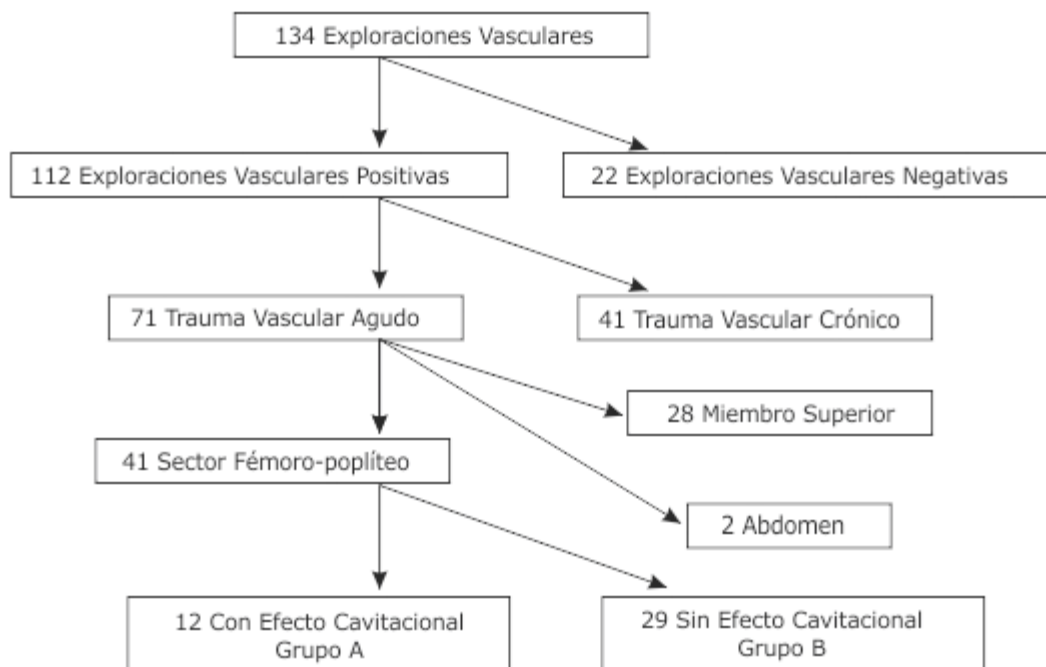 134 Exploraciones Vasculares
112 Exploraciones Vasculares Positivas
22 Exploraciones Vasculares Negativas
71 Trauma Vascular Agudo
41 Trauma Vascular Crónico
28 Miembro Superior
41 Sector Fémoro-poplíteo
2 Abdomen
12 Con Efecto Cavitacional
Grupo A
29 Sin Efecto Cavitacional
Grupo B